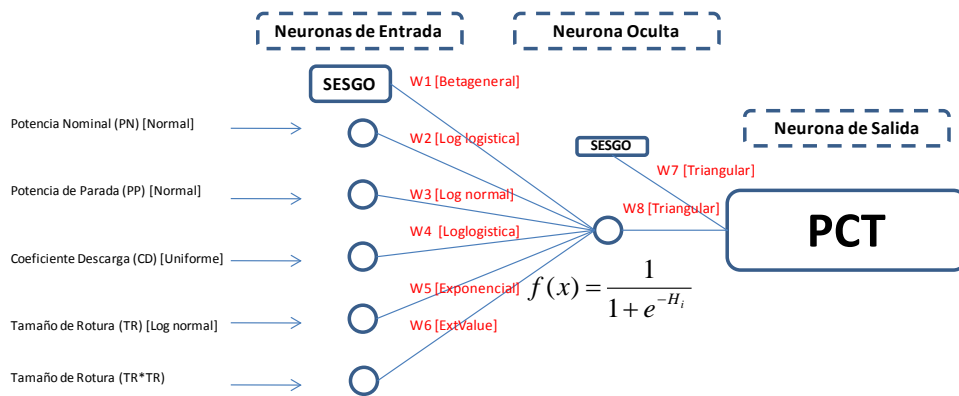 Neuronas de Entrada
Neurona Oculta
SESGO
W1 [Betageneral]
Potencia Nominal (PN) [Normal]
W2 [Log logistica]
Neurona de Salida
SESGO
W7 [Triangular]
Potencia de Parada (PP) [Normal]
W3 [Log normal]
W8 [Triangular]
PCT
W4 [Loglogistica]
Coeficiente Descarga (CD) [Uniforme]
W5 [Exponencial]
f(x) = 1 / (1 + e^{-H_i})
Tamaño de Rotura (TR) [Log normal]
W6 [ExtValue]
Tamaño de Rotura (TR*TR)